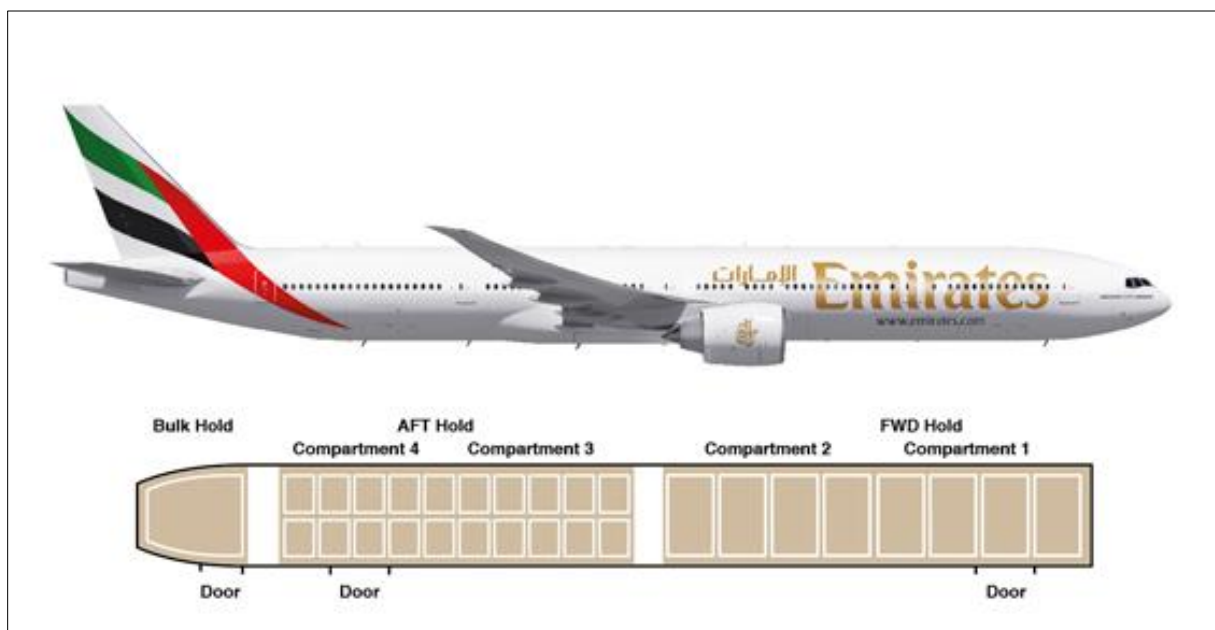 الإمارات Emirates
www.emirates.com
Bulk Hold AFT Hold FWD Hold
Compartment 4 Compartment 3 Compartment 2 Compartment 1
Door Door Door